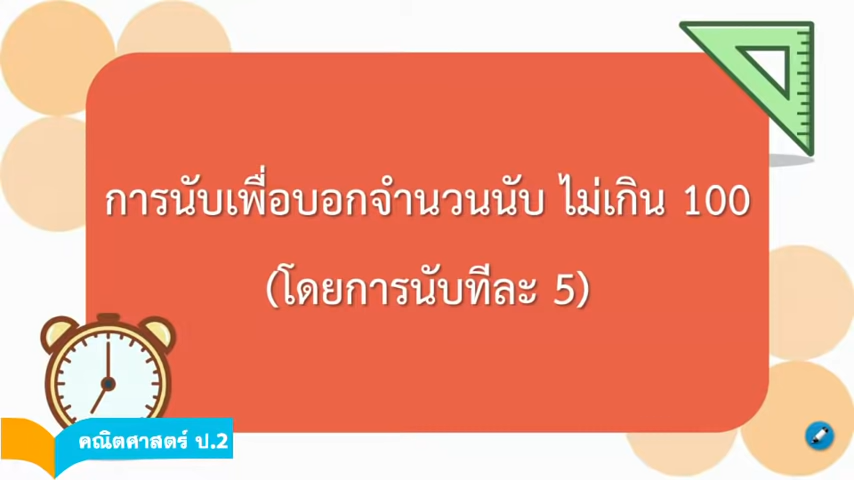 การนับเพื่อบอกจำนวนนับ ไม่เกิน 100
(โดยการนับทีละ 5)
คณิตศาสตร์ ป.2